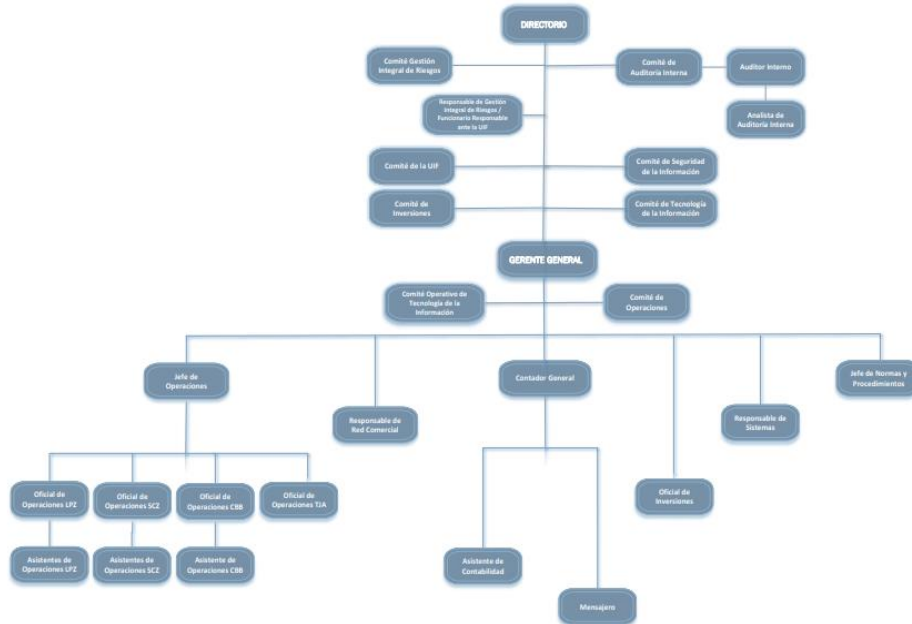 DIRECTORIO
Comité Gestión
Integral de Riesgos
Comité de
Auditoría Interna
Auditor Interno
Responsable de Gestión
Integral de Riesgos /
Funcionario Responsable
ante la UIF
Analista de
Auditoría Interna
Comité de la UIF
Comité de Seguridad
de la Información
Comité de
Inversiones
Comité de Tecnología
de la Información
GERENTE GENERAL
Comité Operativo de
Tecnología de la
Información
Comité de
Operaciones
Jefe de
Operaciones
Contador General
Jefe de Normas y
Procedimientos
Responsable de
Red Comercial
Responsable de
Sistemas
Oficial de
Operaciones LPZ
Oficial de
Operaciones SCZ
Oficial de
Operaciones CBB
Oficial de
Operaciones TJA
Oficial de
Inversiones
Asistentes de
Operaciones LPZ
Asistentes de
Operaciones SCZ
Asistente de
Operaciones CBB
Asistente de
Contabilidad
Mensajero